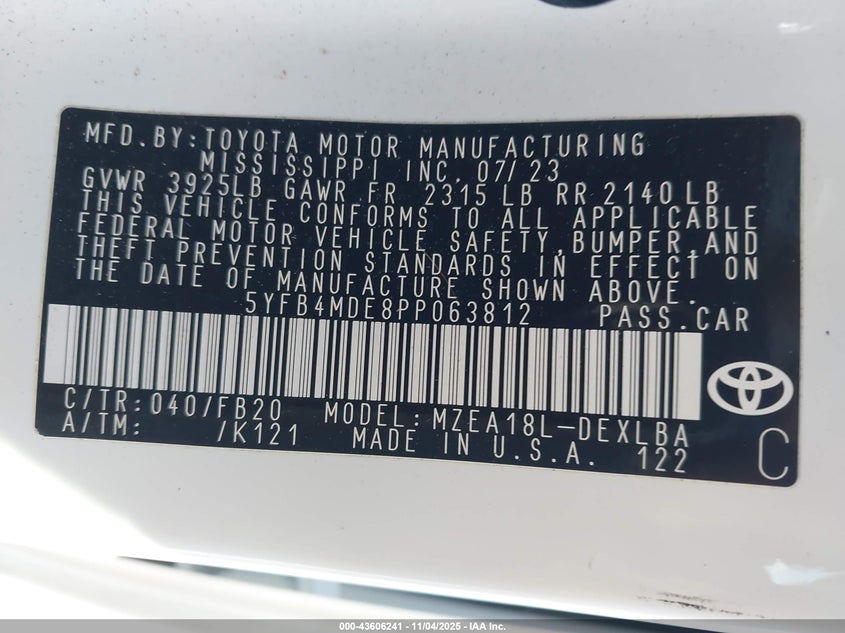 MFD.BY:TOYOTA MOTOR MANUFACTURING
MISSISSIPPI INC. 07/23
GVWR 3925LB GAWR FR 2315 LB RR 2140 LB
THIS VEHICLE CONFORMS TO ALL APPLICABLE
FEDERAL MOTOR VEHICLE SAFETY,BUMPER,AND
THEFT PREVENTION STANDARDS IN EFFECT ON
THE DATE OF MANUFACTURE SHOWN ABOVE.
5YFB4MDE8PP063812 PASS.CAR
C/TR:040/FB20 MODEL:MZEA18L-DEXLBA
A/TM: /K121 MADE IN U.S.A. 122 C
000-43606241 - 11/04/2025 - IAA Inc.